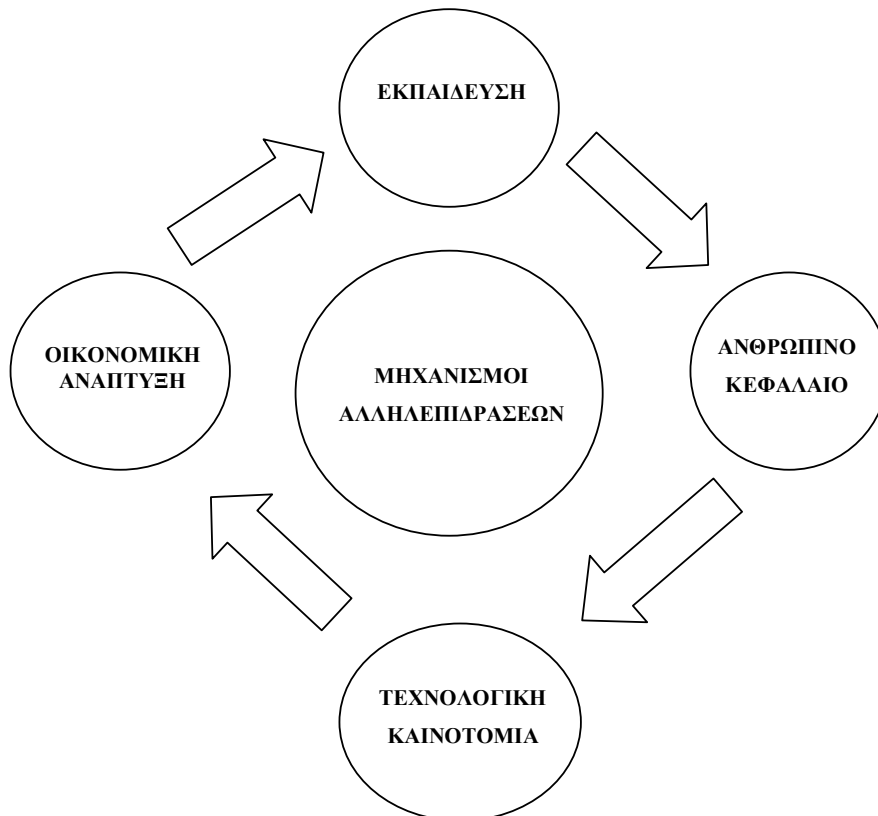 ΕΚΠΑΙΔΕΥΣΗ
ΟΙΚΟΝΟΜΙΚΗ
ΑΝΑΠΤΥΞΗ
ΜΗΧΑΝΙΣΜΟΙ
ΑΛΛΗΛΕΠΙΔΡΑΣΕΩΝ
ΑΝΘΡΩΠΙΝΟ
ΚΕΦΑΛΑΙΟ
ΤΕΧΝΟΛΟΓΙΚΗ
ΚΑΙΝΟΤΟΜΙΑ